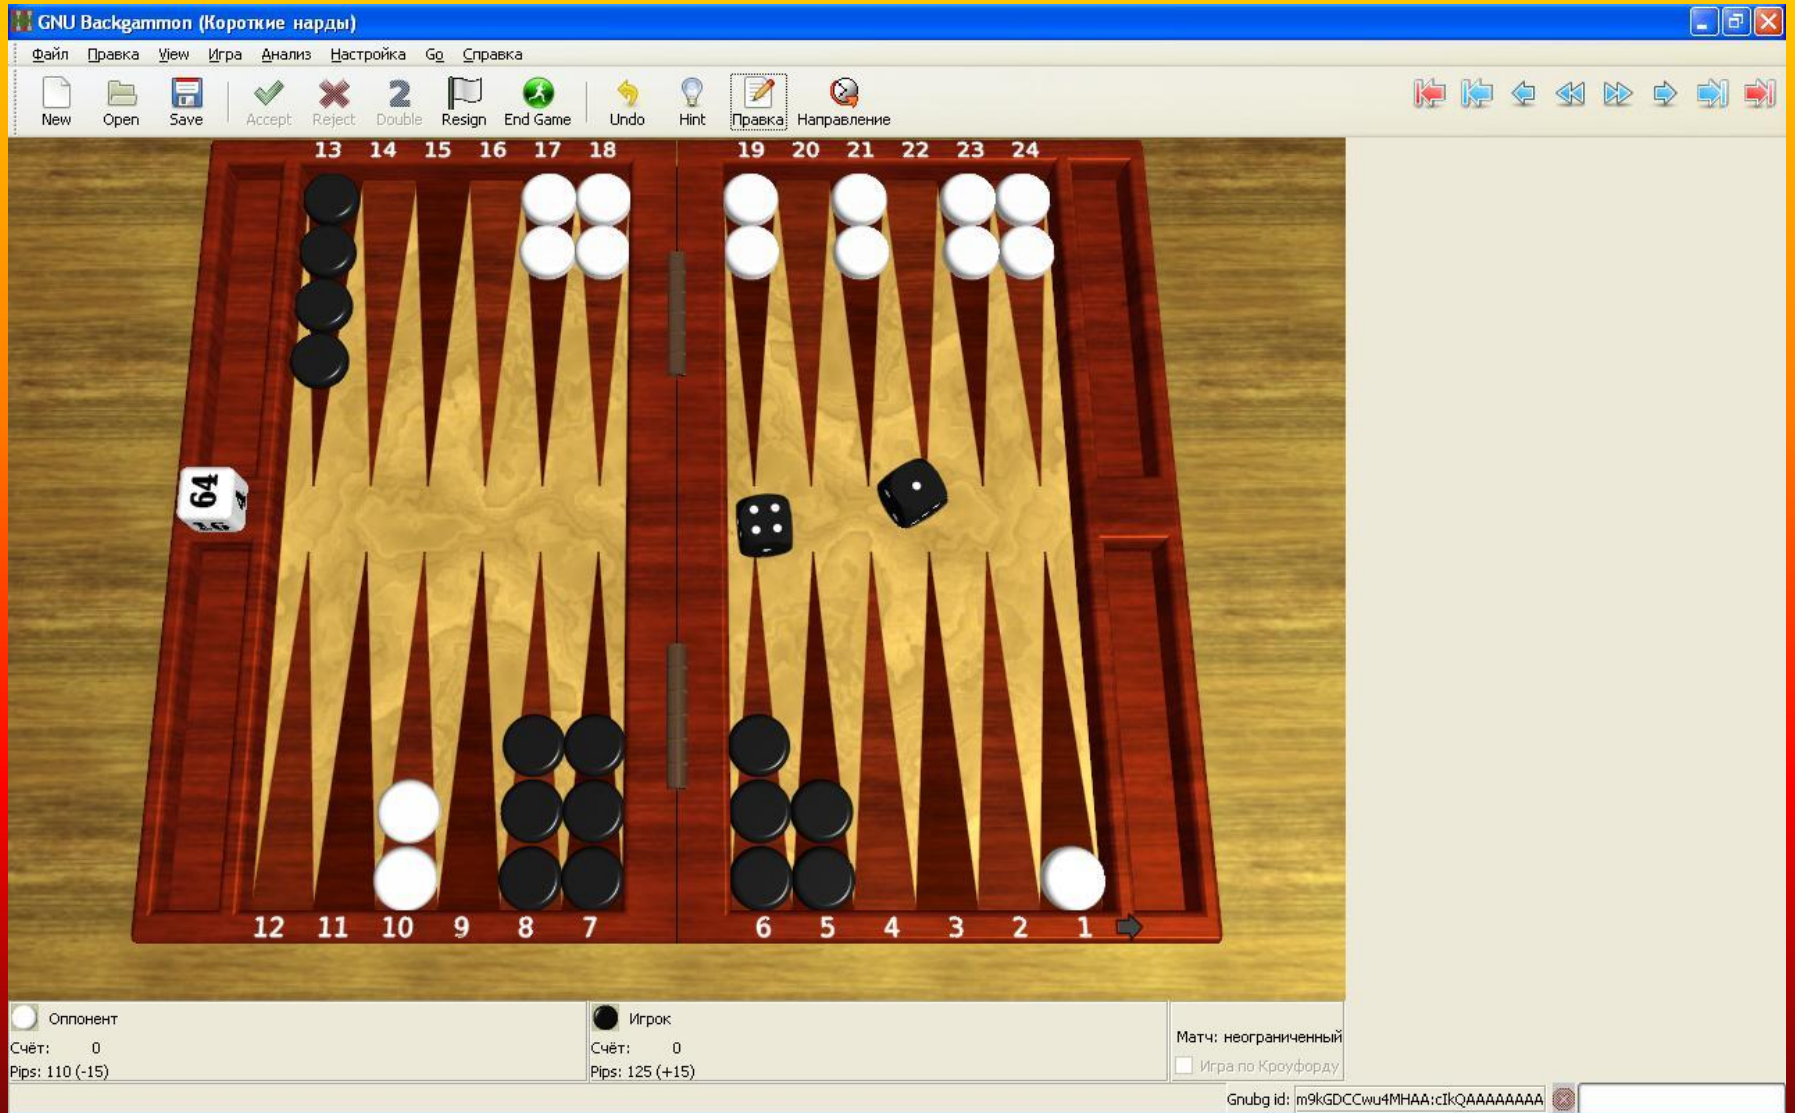 GNU Backgammon (Короткие нарды)
Файл Правка View Игра Анализ Настройка Go Справка
New Open Save Accept Reject 2 Double Resign End Game Undo Hint Правка Направление
13 14 15 16 17 18 19 20 21 22 23 24
64
4
16
12 11 10 9 8 7 6 5 4 3 2 1
Оппонент
Счёт: 0
Pips: 110 (-15)
Игрок
Счёт: 0
Pips: 125 (+15)
Матч: неограниченный
Игра по Кроуфорду
Gnubg id: m9kGDCCwu4MHAA:cIkQAAAAAAAA